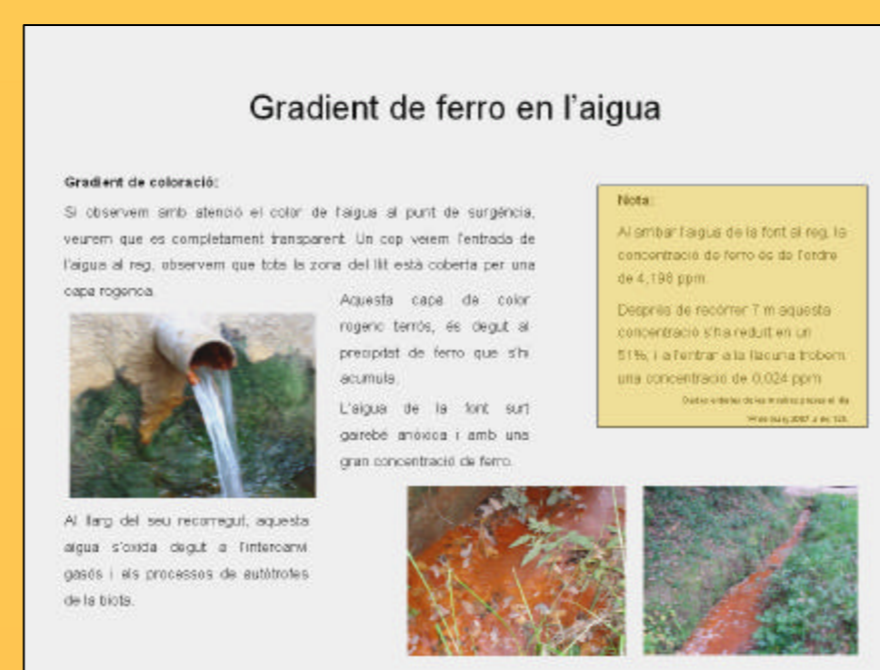 Gradient de ferro en l'aigua
Gradient de coloració:
Si observem amb atenció el color de l'aigua al punt de surgència,
veurem que es completament transparent. Un cop veiem l'entrada de
l'aigua al reg, observem que tota la zona del llit està coberta per una
capa rogenca.
Aquesta capa de color
rogenc terrós, és degut al
precipitat de ferro que s'hi
acumula.
L'aigua de la font surt
gairebé anòxica i amb una
gran concentració de ferro.
Al llarg del seu recorregut, aquesta
aigua s'oxida degut a l'intercanvi
gasós i als processos de autòtrofes
de la biota.
Nota:
Al arribar l'aigua de la font al reg, la
concentració de ferro és de l'ordre
de 4,198 ppm.
Desprès de recórrer 7 m aquesta
concentració s'ha reduït en un
51%, i a l'entrar a la llacuna trobem
una concentració de 0,024 ppm